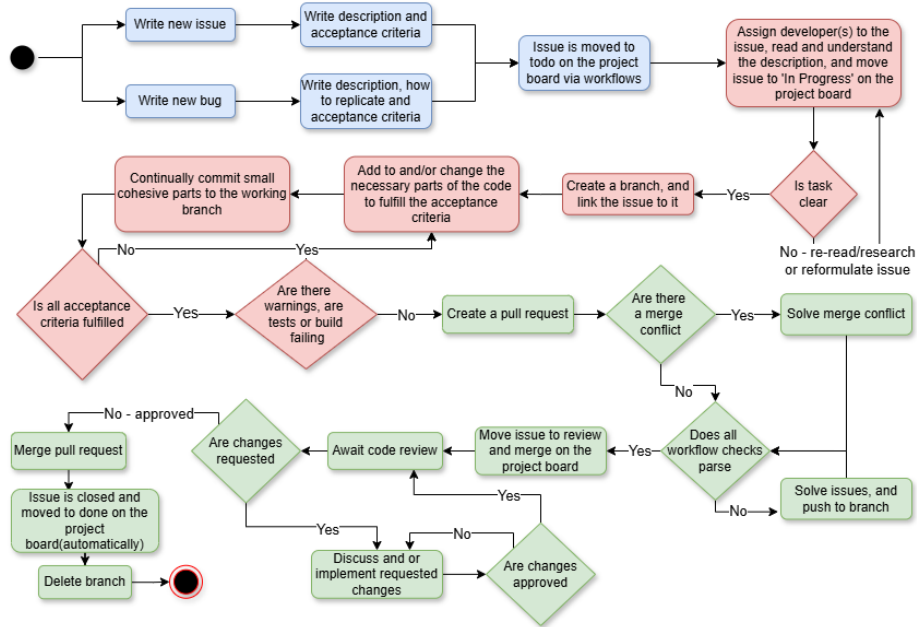 Write new issue
Write description and
acceptance criteria
Issue is moved to
todo on the project
board via workflows
Assign developer(s) to the
issue, read and understand
the description, and move
issue to 'In Progress' on the
project board
Write new bug
Write description, how
to replicate and
acceptance criteria
Is task
clear
No - re-read/research
or reformulate issue
Yes
Create a branch, and
link the issue to it
Add to and/or change the
necessary parts of the code
to fulfill the acceptance
criteria
Continually commit small
cohesive parts to the working
branch
No
Yes
Is all acceptance
criteria fulfilled
Yes
Are there
warnings, are
tests or build
failing
No
Create a pull request
Are there
a merge
conflict
Yes
Solve merge conflict
No
Does all
workflow checks
parse
No
Solve issues, and
push to branch
Yes
Move issue to review
and merge on the
project board
Await code review
Are changes
requested
No - approved
Merge pull request
Issue is closed and
moved to done on the
project
board(automatically)
Delete branch
Yes
Discuss and or
implement requested
changes
No
Are changes
approved
Yes